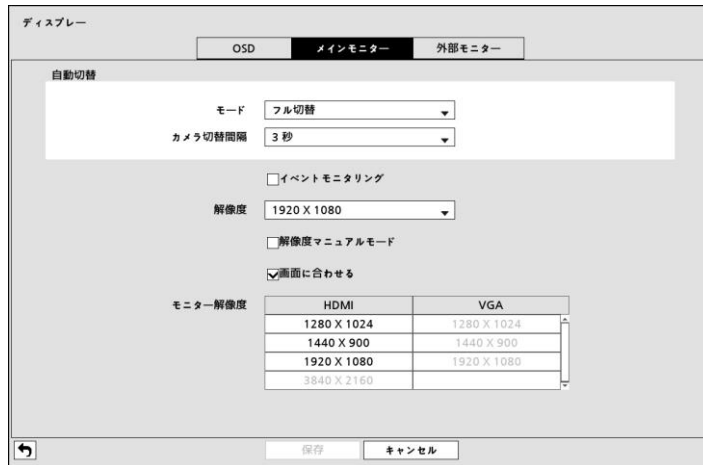 ディスプレー
OSD メインモニター 外部モニター
自動切替
モード フル切替
カメラ切替間隔 3 秒
イベントモニタリング
解像度 1920 X 1080
解像度マニュアルモード
画面に合わせる
モニター解像度 HDMI VGA
1280 X 1024 1280 X 1024
1440 X 900 1440 X 900
1920 X 1080 1920 X 1080
3840 X 2160
保存 キャンセル